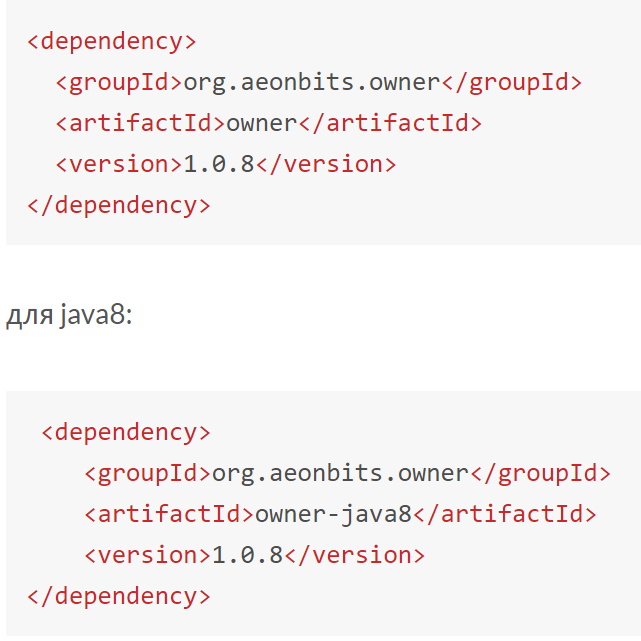 <dependency>
  <groupId>org.aeonbits.owner</groupId>
  <artifactId>owner</artifactId>
  <version>1.0.8</version>
</dependency>
для java8:
 <dependency>
    <groupId>org.aeonbits.owner</groupId>
    <artifactId>owner-java8</artifactId>
    <version>1.0.8</version>
</dependency>